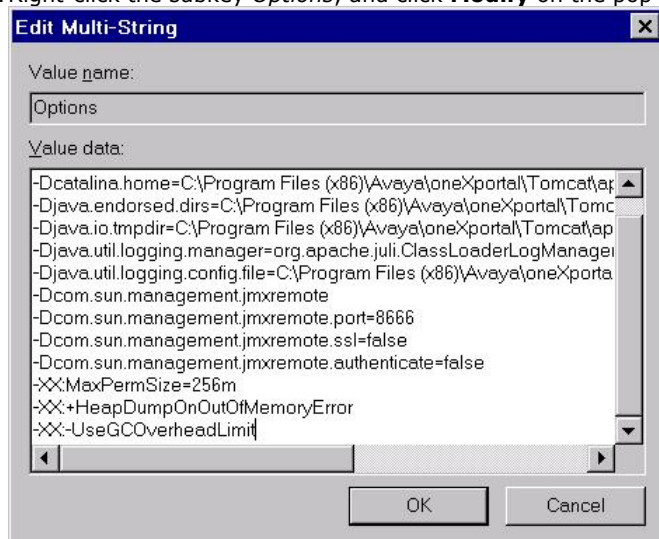 Right-click the subkey Options, and click Modify on the pop
Edit Multi-String
Value name:
Options
Value data:
-Dcatalina.home=C:\Program Files (x86)\Avaya\oneXportal\Tomcat\ap
-Djava.endorsed.dirs=C:\Program Files (x86)\Avaya\oneXportal\Tomc
-Djava.io.tmpdir=C:\Program Files (x86)\Avaya\oneXportal\Tomcat\ap
-Djava.util.logging.manager=org.apache.juli.ClassLoaderLogManager
-Djava.util.logging.config.file=C:\Program Files (x86)\Avaya\oneXporta
-Dcom.sun.management.jmxremote
-Dcom.sun.management.jmxremote.port=8666
-Dcom.sun.management.jmxremote.ssl=false
-Dcom.sun.management.jmxremote.authenticate=false
-XX:MaxPermSize=256m
-XX:+HeapDumpOnOutOfMemoryError
-XX:-UseGCOverheadLimit
OK
Cancel